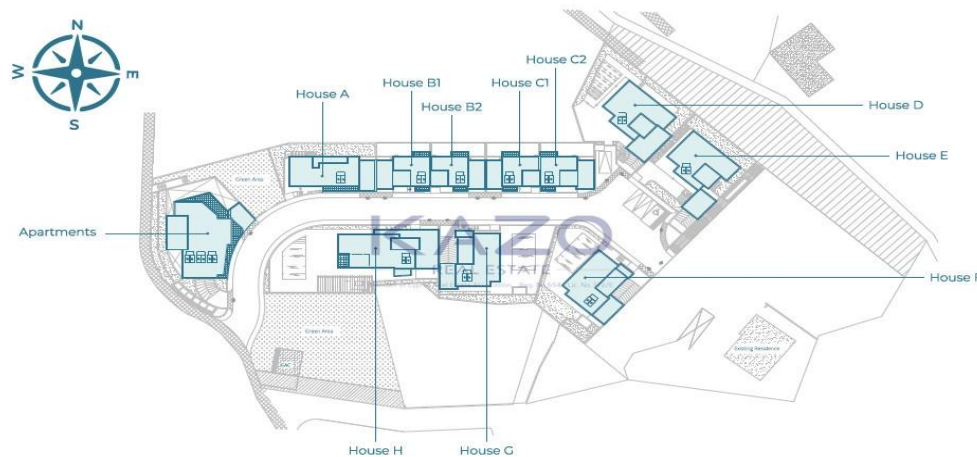 N
W
E
S
House A
House B1
House B2
House C1
House C2
House D
House E
Green Area
Apartments
KAZO
REAL ESTATE
House F
Green Area
EAC
Existing Residence
House H
House G